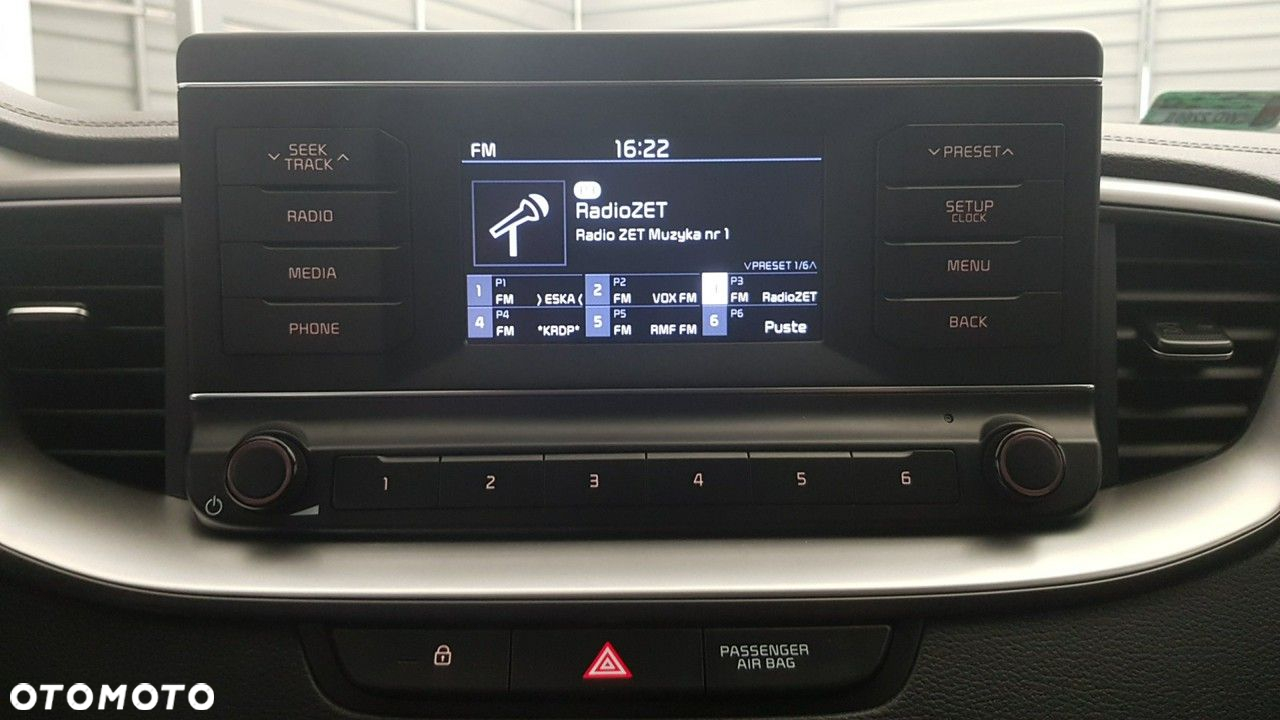 SEEK
TRACK
RADIO
MEDIA
PHONE
FM 16:22
RadioZET
Radio ZET Muzyka nr 1
PRESET 1/6
1 P1 FM )ESKA(
2 P2 FM VOX FM
P3 FM RadioZET
4 P4 FM *KRDP*
5 P5 FM RMF FM
6 P6 Puste
PRESET
SETUP
CLOCK
MENU
BACK
1 2 3 4 5 6
PASSENGER
AIR BAG
OTOMOTO